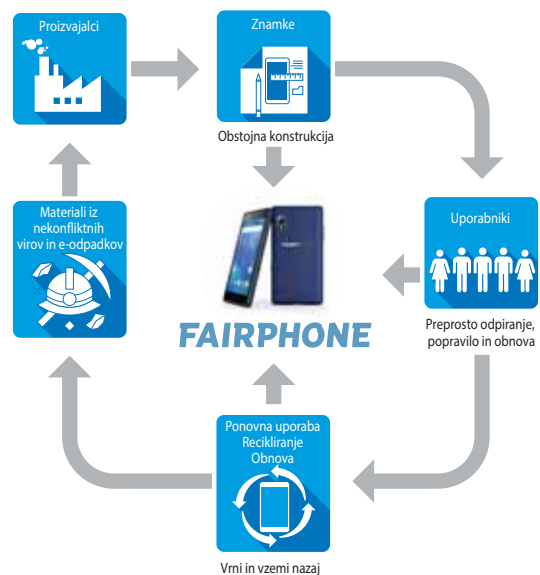 Proizvajalci
Znamke
Obstojna konstrukcija
Uporabniki
Preprosto odpiranje,
popravilo in obnova
Materiali iz
nekonfliktnih
virov in e-odpadkov
FAIRPHONE
Ponovna uporaba
Recikliranje
Obnova
Vrni in vzemi nazaj